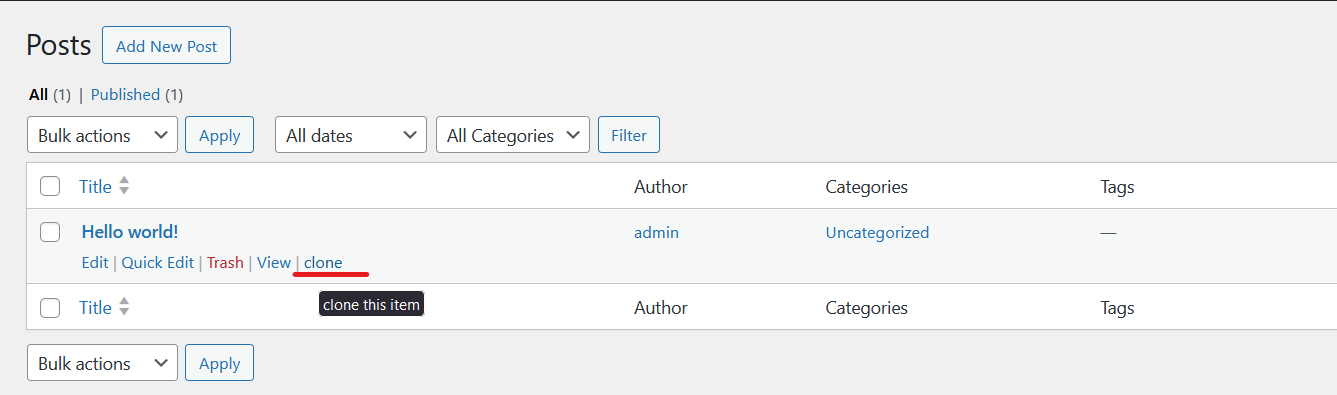 Posts Add New Post
All (1) | Published (1)
Bulk actions Apply All dates All Categories Filter
Title Author Categories Tags
Hello world! admin Uncategorized —
Edit | Quick Edit | Trash | View | clone
clone this item
Title Author Categories Tags
Bulk actions Apply